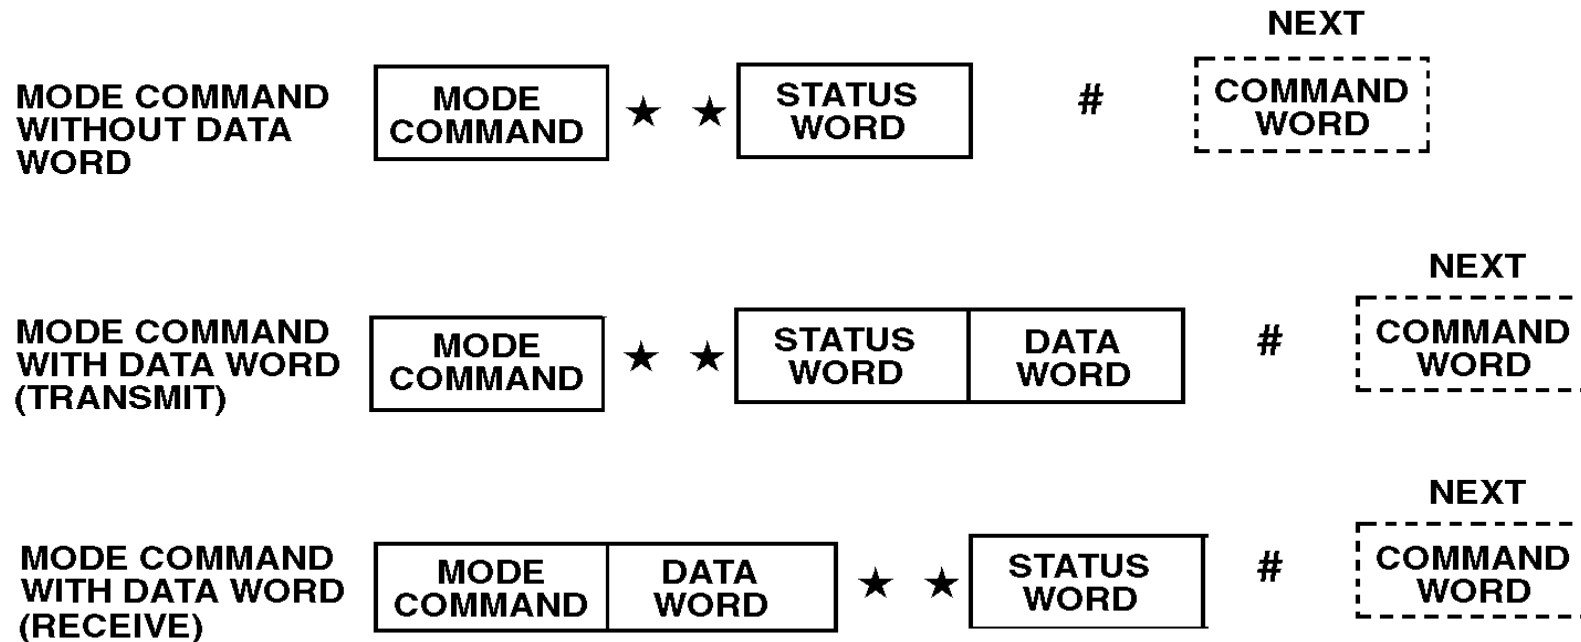 NEXT
MODE COMMAND
WITHOUT DATA
WORD
MODE
COMMAND
★ ★
STATUS
WORD
#
COMMAND
WORD
NEXT
MODE COMMAND
WITH DATA WORD
(TRANSMIT)
MODE
COMMAND
★ ★
STATUS
WORD
DATA
WORD
#
COMMAND
WORD
NEXT
MODE COMMAND
WITH DATA WORD
(RECEIVE)
MODE
COMMAND
DATA
WORD
★ ★
STATUS
WORD
#
COMMAND
WORD